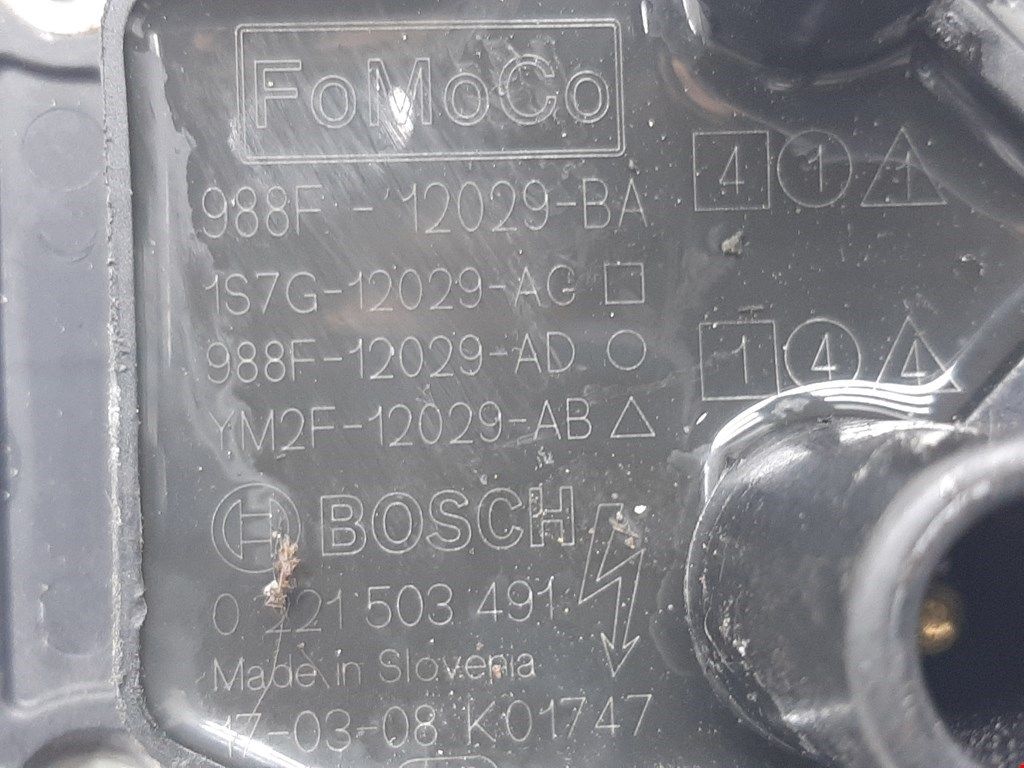 FoMoCo
988F - 12029-BA
4 1 1
1S7G-12029-AG
988F-12029-AD
1 4 4
YM2F-12029-AB
BOSCH
0 221 503 491
Made in Slovenia
17-03-08 K01747